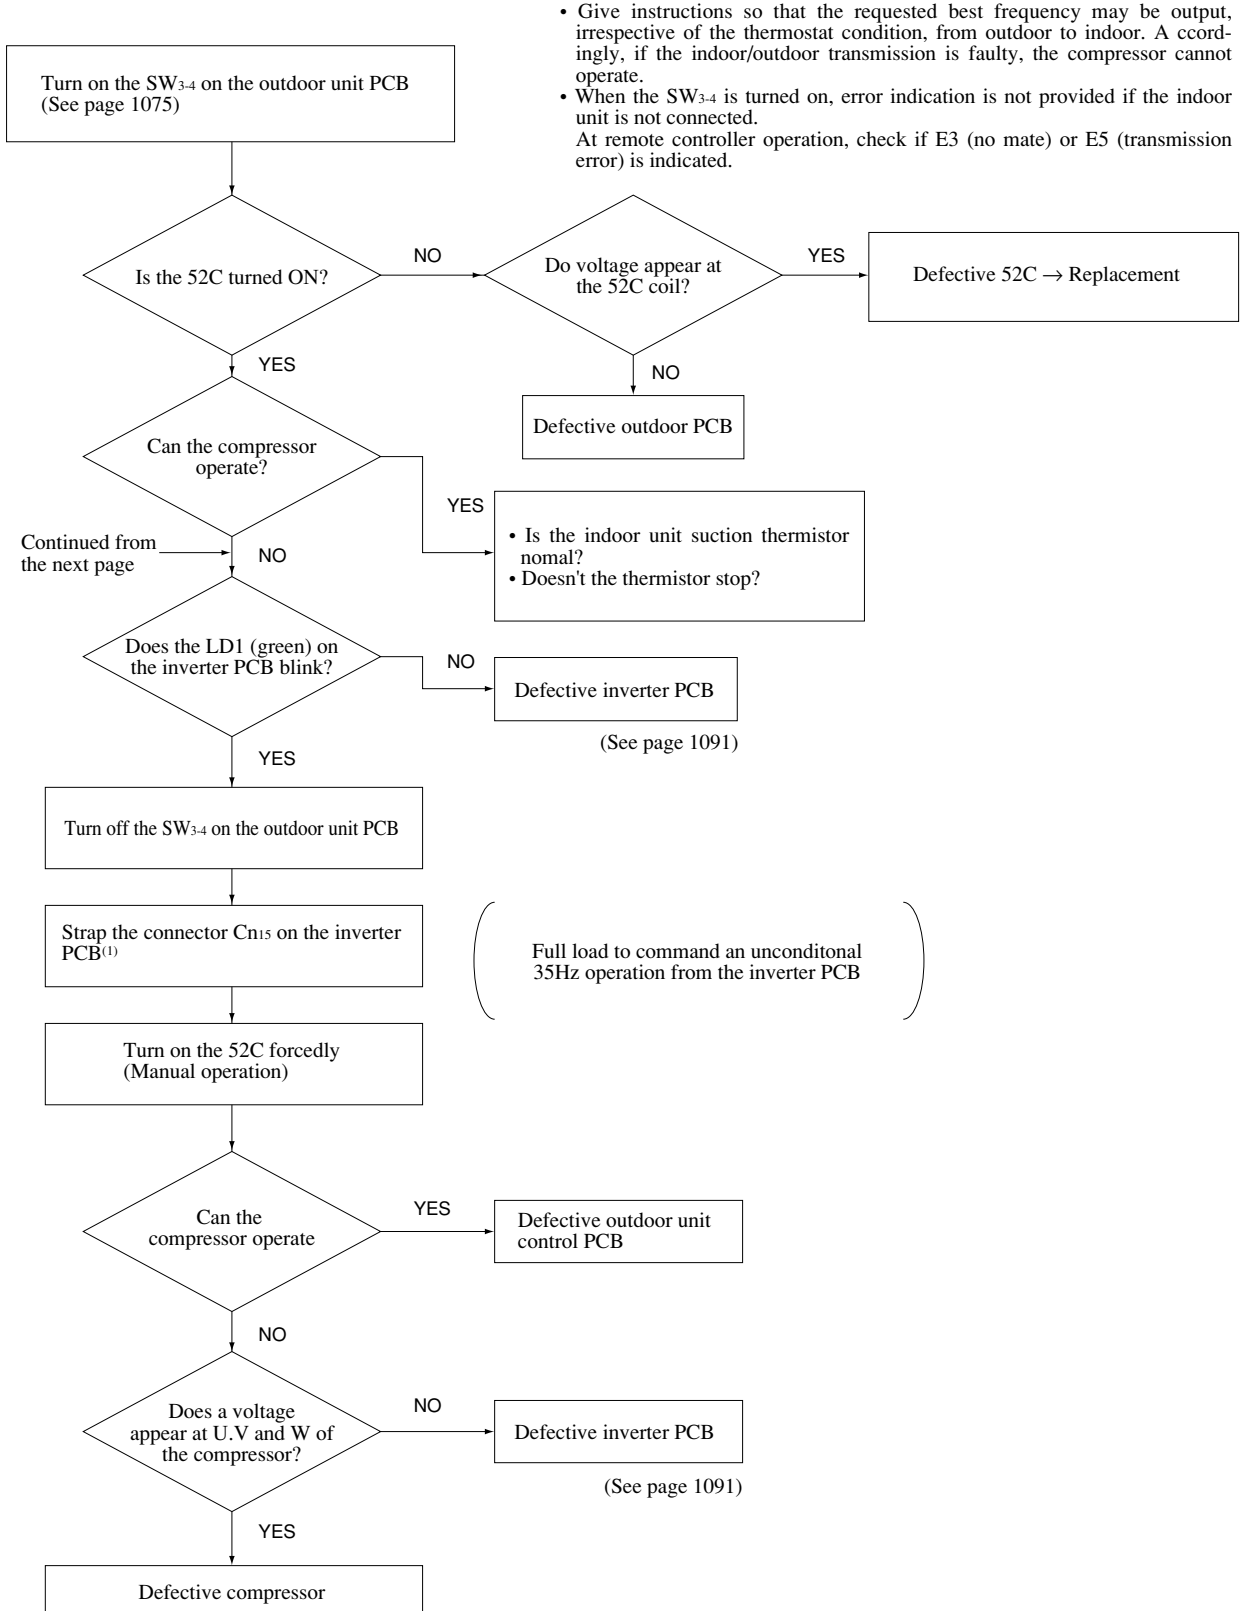 • Give instructions so that the requested best frequency may be output,
irrespective of the thermostat condition, from outdoor to indoor. A ccord-
ingly, if the indoor/outdoor transmission is faulty, the compressor cannot
operate.
• When the SW3-4 is turned on, error indication is not provided if the indoor
unit is not connected.
At remote controller operation, check if E3 (no mate) or E5 (transmission
error) is indicated.
Turn on the SW3-4 on the outdoor unit PCB
(See page 1075)
Is the 52C turned ON?
NO
Do voltage appear at
the 52C coil?
YES
Defective 52C → Replacement
YES
NO
Defective outdoor PCB
Can the compressor
operate?
YES
• Is the indoor unit suction thermistor
nomal?
• Doesn't the thermistor stop?
Continued from
the next page
NO
Does the LD1 (green) on
the inverter PCB blink?
NO
Defective inverter PCB
(See page 1091)
YES
Turn off the SW3-4 on the outdoor unit PCB
Strap the connector Cn15 on the inverter
PCB(1)
Full load to command an unconditonal
35Hz operation from the inverter PCB
Turn on the 52C forcedly
(Manual operation)
Can the
compressor operate
YES
Defective outdoor unit
control PCB
NO
Does a voltage
appear at U.V and W of
the compressor?
NO
Defective inverter PCB
(See page 1091)
YES
Defective compressor